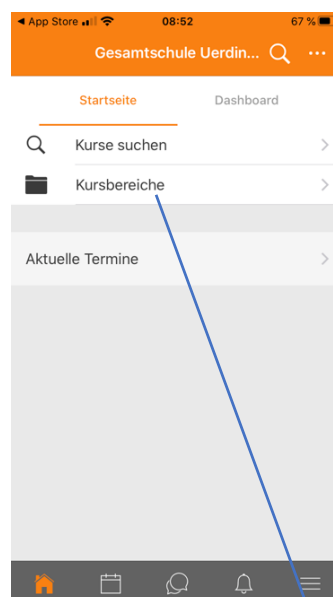 ◀ App Store 08:52 67 %
Gesamtschule Uerdin... ...
Startseite Dashboard
Kurse suchen
Kursbereiche
Aktuelle Termine